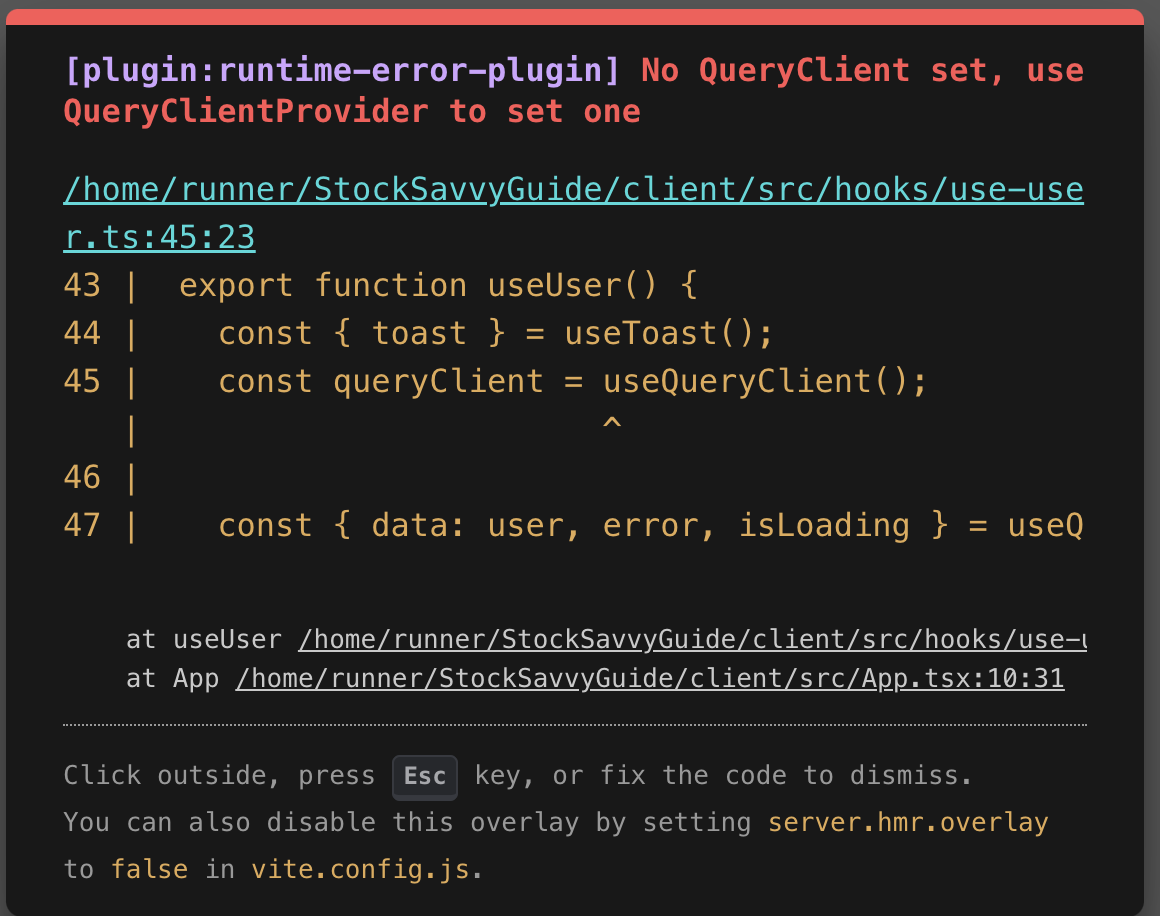 [plugin:runtime-error-plugin] No QueryClient set, use
QueryClientProvider to set one
/home/runner/StockSavvyGuide/client/src/hooks/use-use
r.ts:45:23
43 |  export function useUser() {
44 |    const { toast } = useToast();
45 |    const queryClient = useQueryClient();
   |                        ^
46 |
47 |    const { data: user, error, isLoading } = useQ
at useUser /home/runner/StockSavvyGuide/client/src/hooks/use-u
at App /home/runner/StockSavvyGuide/client/src/App.tsx:10:31
Click outside, press Esc key, or fix the code to dismiss.
You can also disable this overlay by setting server.hmr.overlay
to false in vite.config.js.